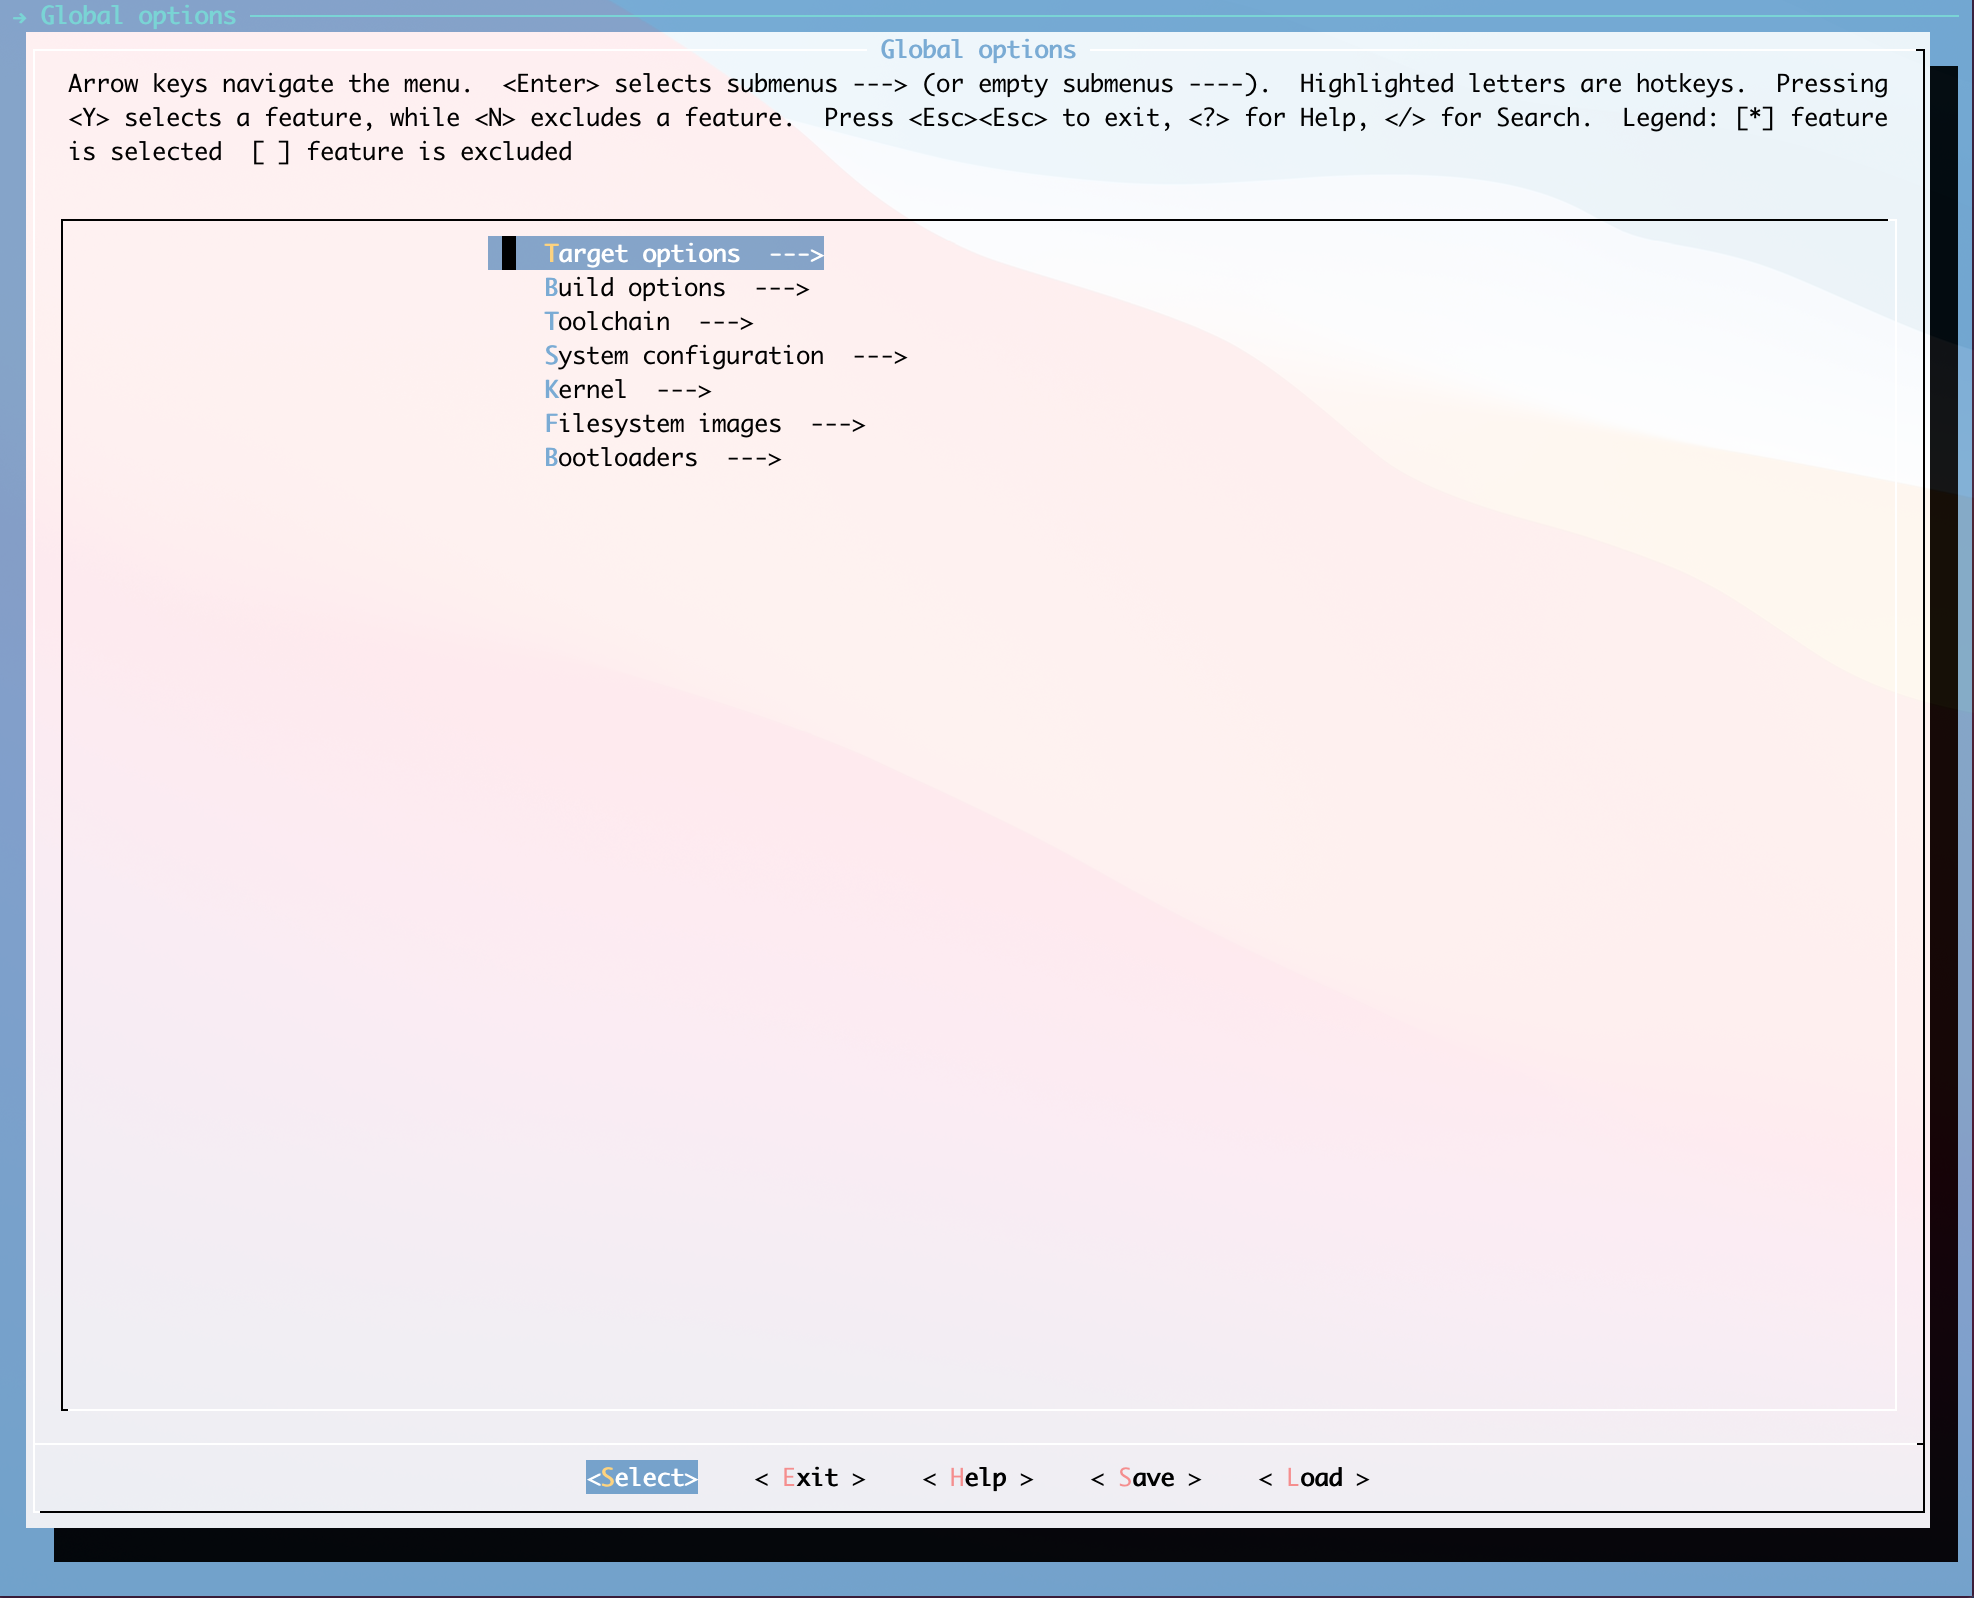 → Global options
Global options
Arrow keys navigate the menu.  <Enter> selects submenus ---> (or empty submenus ----).  Highlighted letters are hotkeys.  Pressing
<Y> selects a feature, while <N> excludes a feature.  Press <Esc><Esc> to exit, <?> for Help, </> for Search.  Legend: [*] feature
is selected  [ ] feature is excluded
Target options  --->
Build options  --->
Toolchain  --->
System configuration  --->
Kernel  --->
Filesystem images  --->
Bootloaders  --->
<Select>    < Exit >    < Help >    < Save >    < Load >